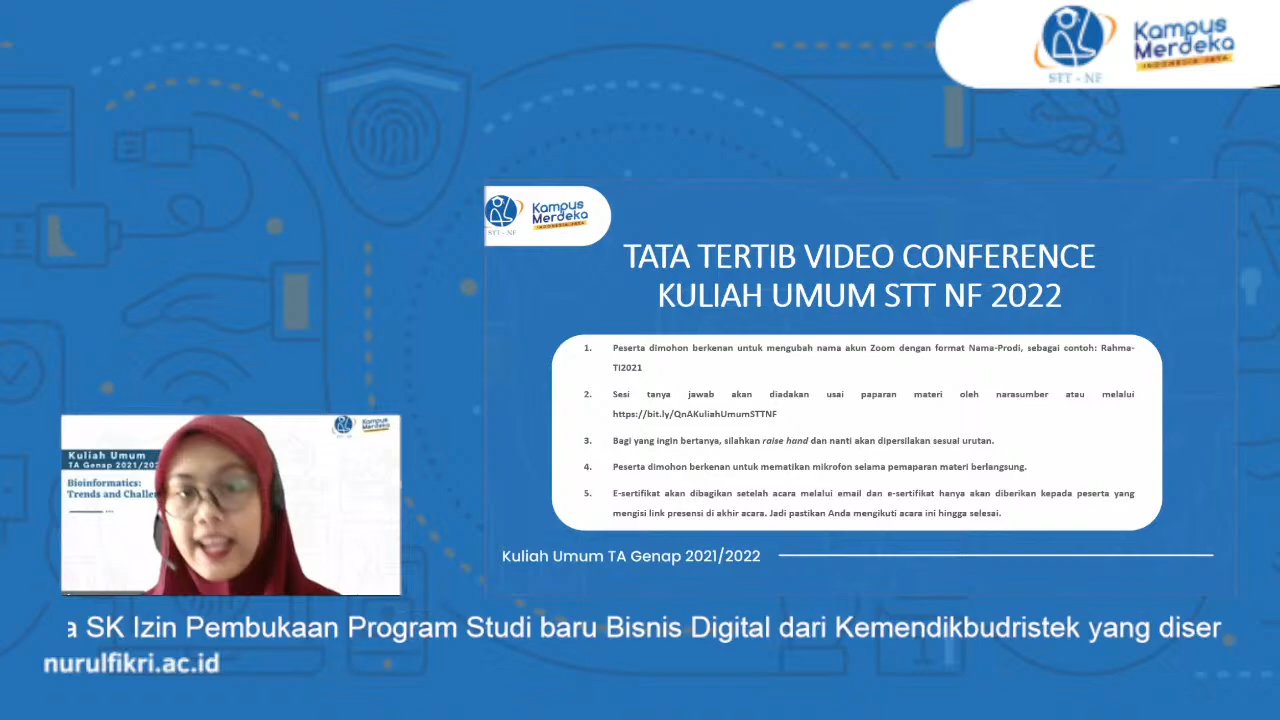 STT - NF
Kampus
Merdeka
INDONESIA JAYA
STT - NF
Kampus
Merdeka
INDONESIA JAYA
TATA TERTIB VIDEO CONFERENCE
KULIAH UMUM STT NF 2022
1. Peserta dimohon berkenan untuk mengubah nama akun Zoom dengan format Nama-Prodi, sebagai contoh: Rahma-
TI2021
2. Sesi tanya jawab akan diadakan usai paparan materi oleh narasumber atau melalui
https://bit.ly/QnAKuliahUmumSTTNF
3. Bagi yang ingin bertanya, silahkan raise hand dan nanti akan dipersilakan sesuai urutan.
4. Peserta dimohon berkenan untuk mematikan mikrofon selama pemaparan materi berlangsung.
5. E-sertifikat akan dibagikan setelah acara melalui email dan e-sertifikat hanya akan diberikan kepada peserta yang
mengisi link presensi di akhir acara. Jadi pastikan Anda mengikuti acara ini hingga selesai.
Kuliah Umum TA Genap 2021/2022
Kampus
Merdeka
Kuliah Umum
TA Genap 2021/202
Bioinformatics:
Trends and Challe
a SK Izin Pembukaan Program Studi baru Bisnis Digital dari Kemendikbudristek yang diser
nurulfikri.ac.id